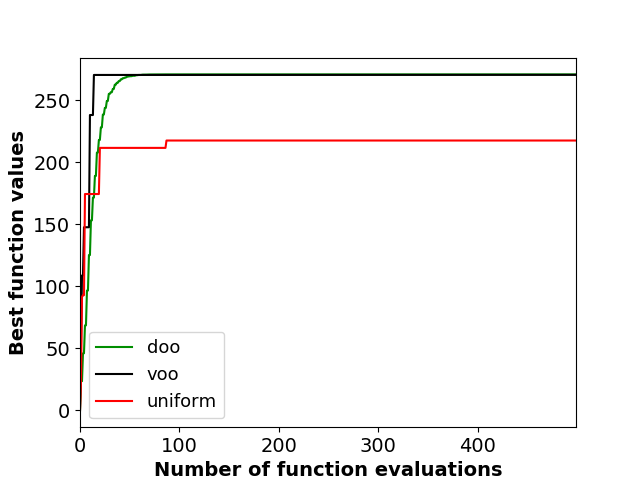 250
200
150
100
50
0
Best function values
doo
voo
uniform
0 100 200 300 400
Number of function evaluations